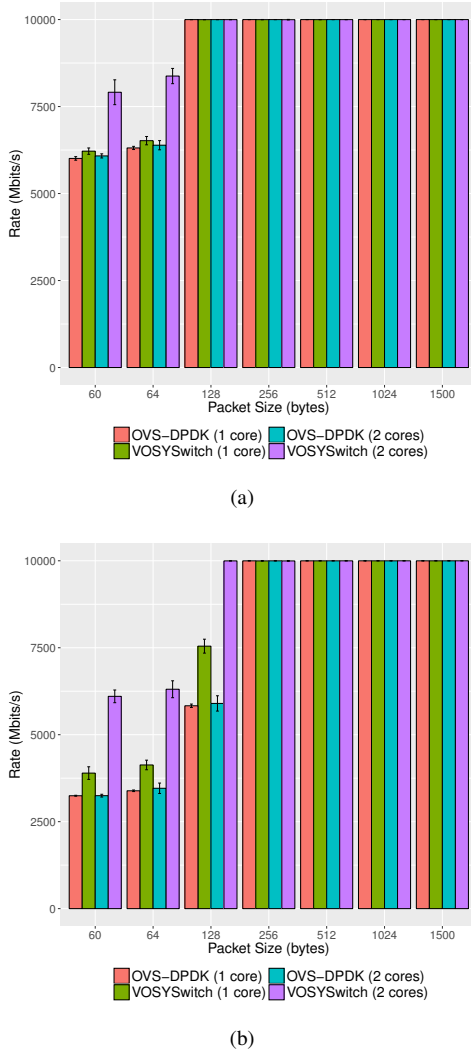 10000
7500
5000
2500
0
Rate (Mbits/s)
60 64 128 256 512 1024 1500
Packet Size (bytes)
OVS−DPDK (1 core) OVS−DPDK (2 cores)
VOSYSwitch (1 core) VOSYSwitch (2 cores)
(a)
10000
7500
5000
2500
0
Rate (Mbits/s)
60 64 128 256 512 1024 1500
Packet Size (bytes)
OVS−DPDK (1 core) OVS−DPDK (2 cores)
VOSYSwitch (1 core) VOSYSwitch (2 cores)
(b)